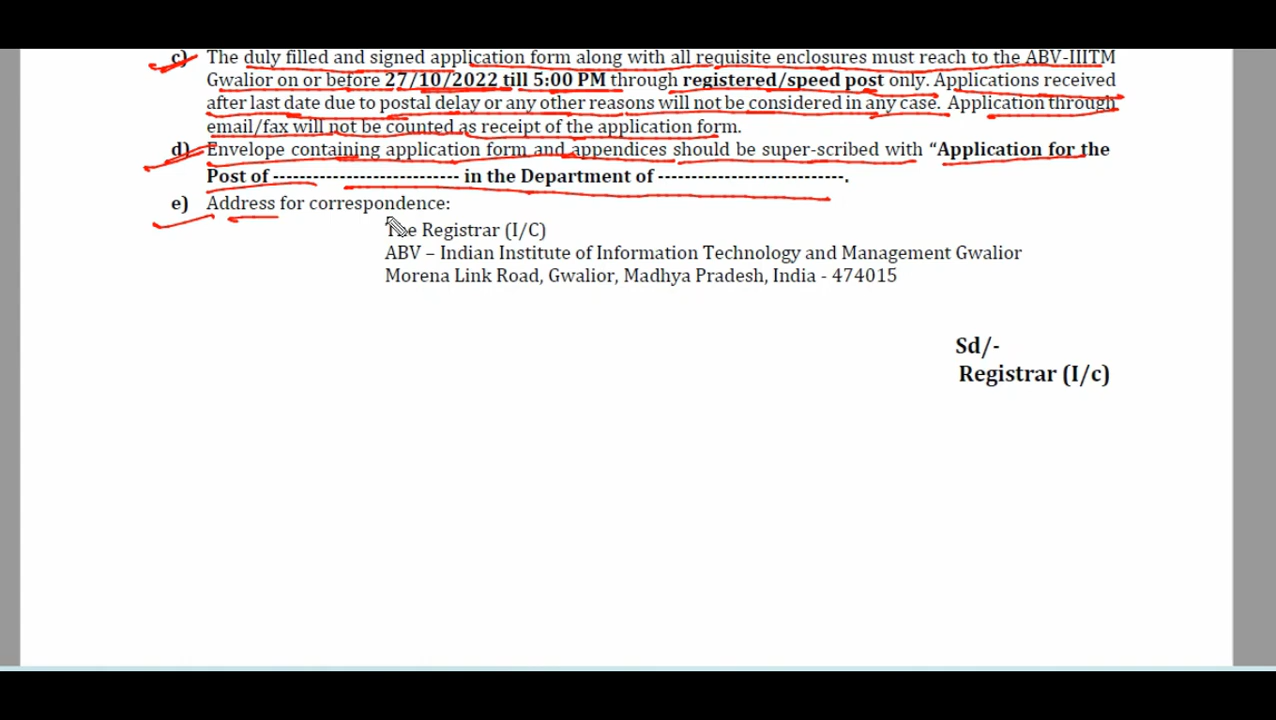 c) The duly filled and signed application form along with all requisite enclosures must reach to the ABV-IIITM
Gwalior on or before 27/10/2022 till 5:00 PM through registered/speed post only. Applications received
after last date due to postal delay or any other reasons will not be considered in any case. Application through
email/fax will not be counted as receipt of the application form.
d) Envelope containing application form and appendices should be super-scribed with “Application for the
Post of ---------------------------- in the Department of ----------------------------.
e) Address for correspondence:
The Registrar (I/C)
ABV – Indian Institute of Information Technology and Management Gwalior
Morena Link Road, Gwalior, Madhya Pradesh, India - 474015
Sd/-
Registrar (I/c)